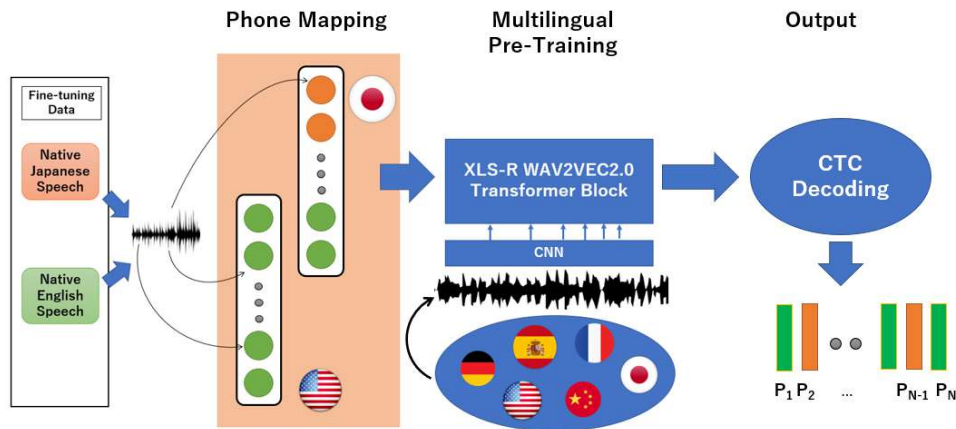 Phone Mapping
Multilingual
Pre-Training
Output
Fine-tuning
Data
Native
Japanese
Speech
Native
English
Speech
XLS-R WAV2VEC2.0
Transformer Block
CNN
CTC
Decoding
P1 P2 ... PN-1 PN